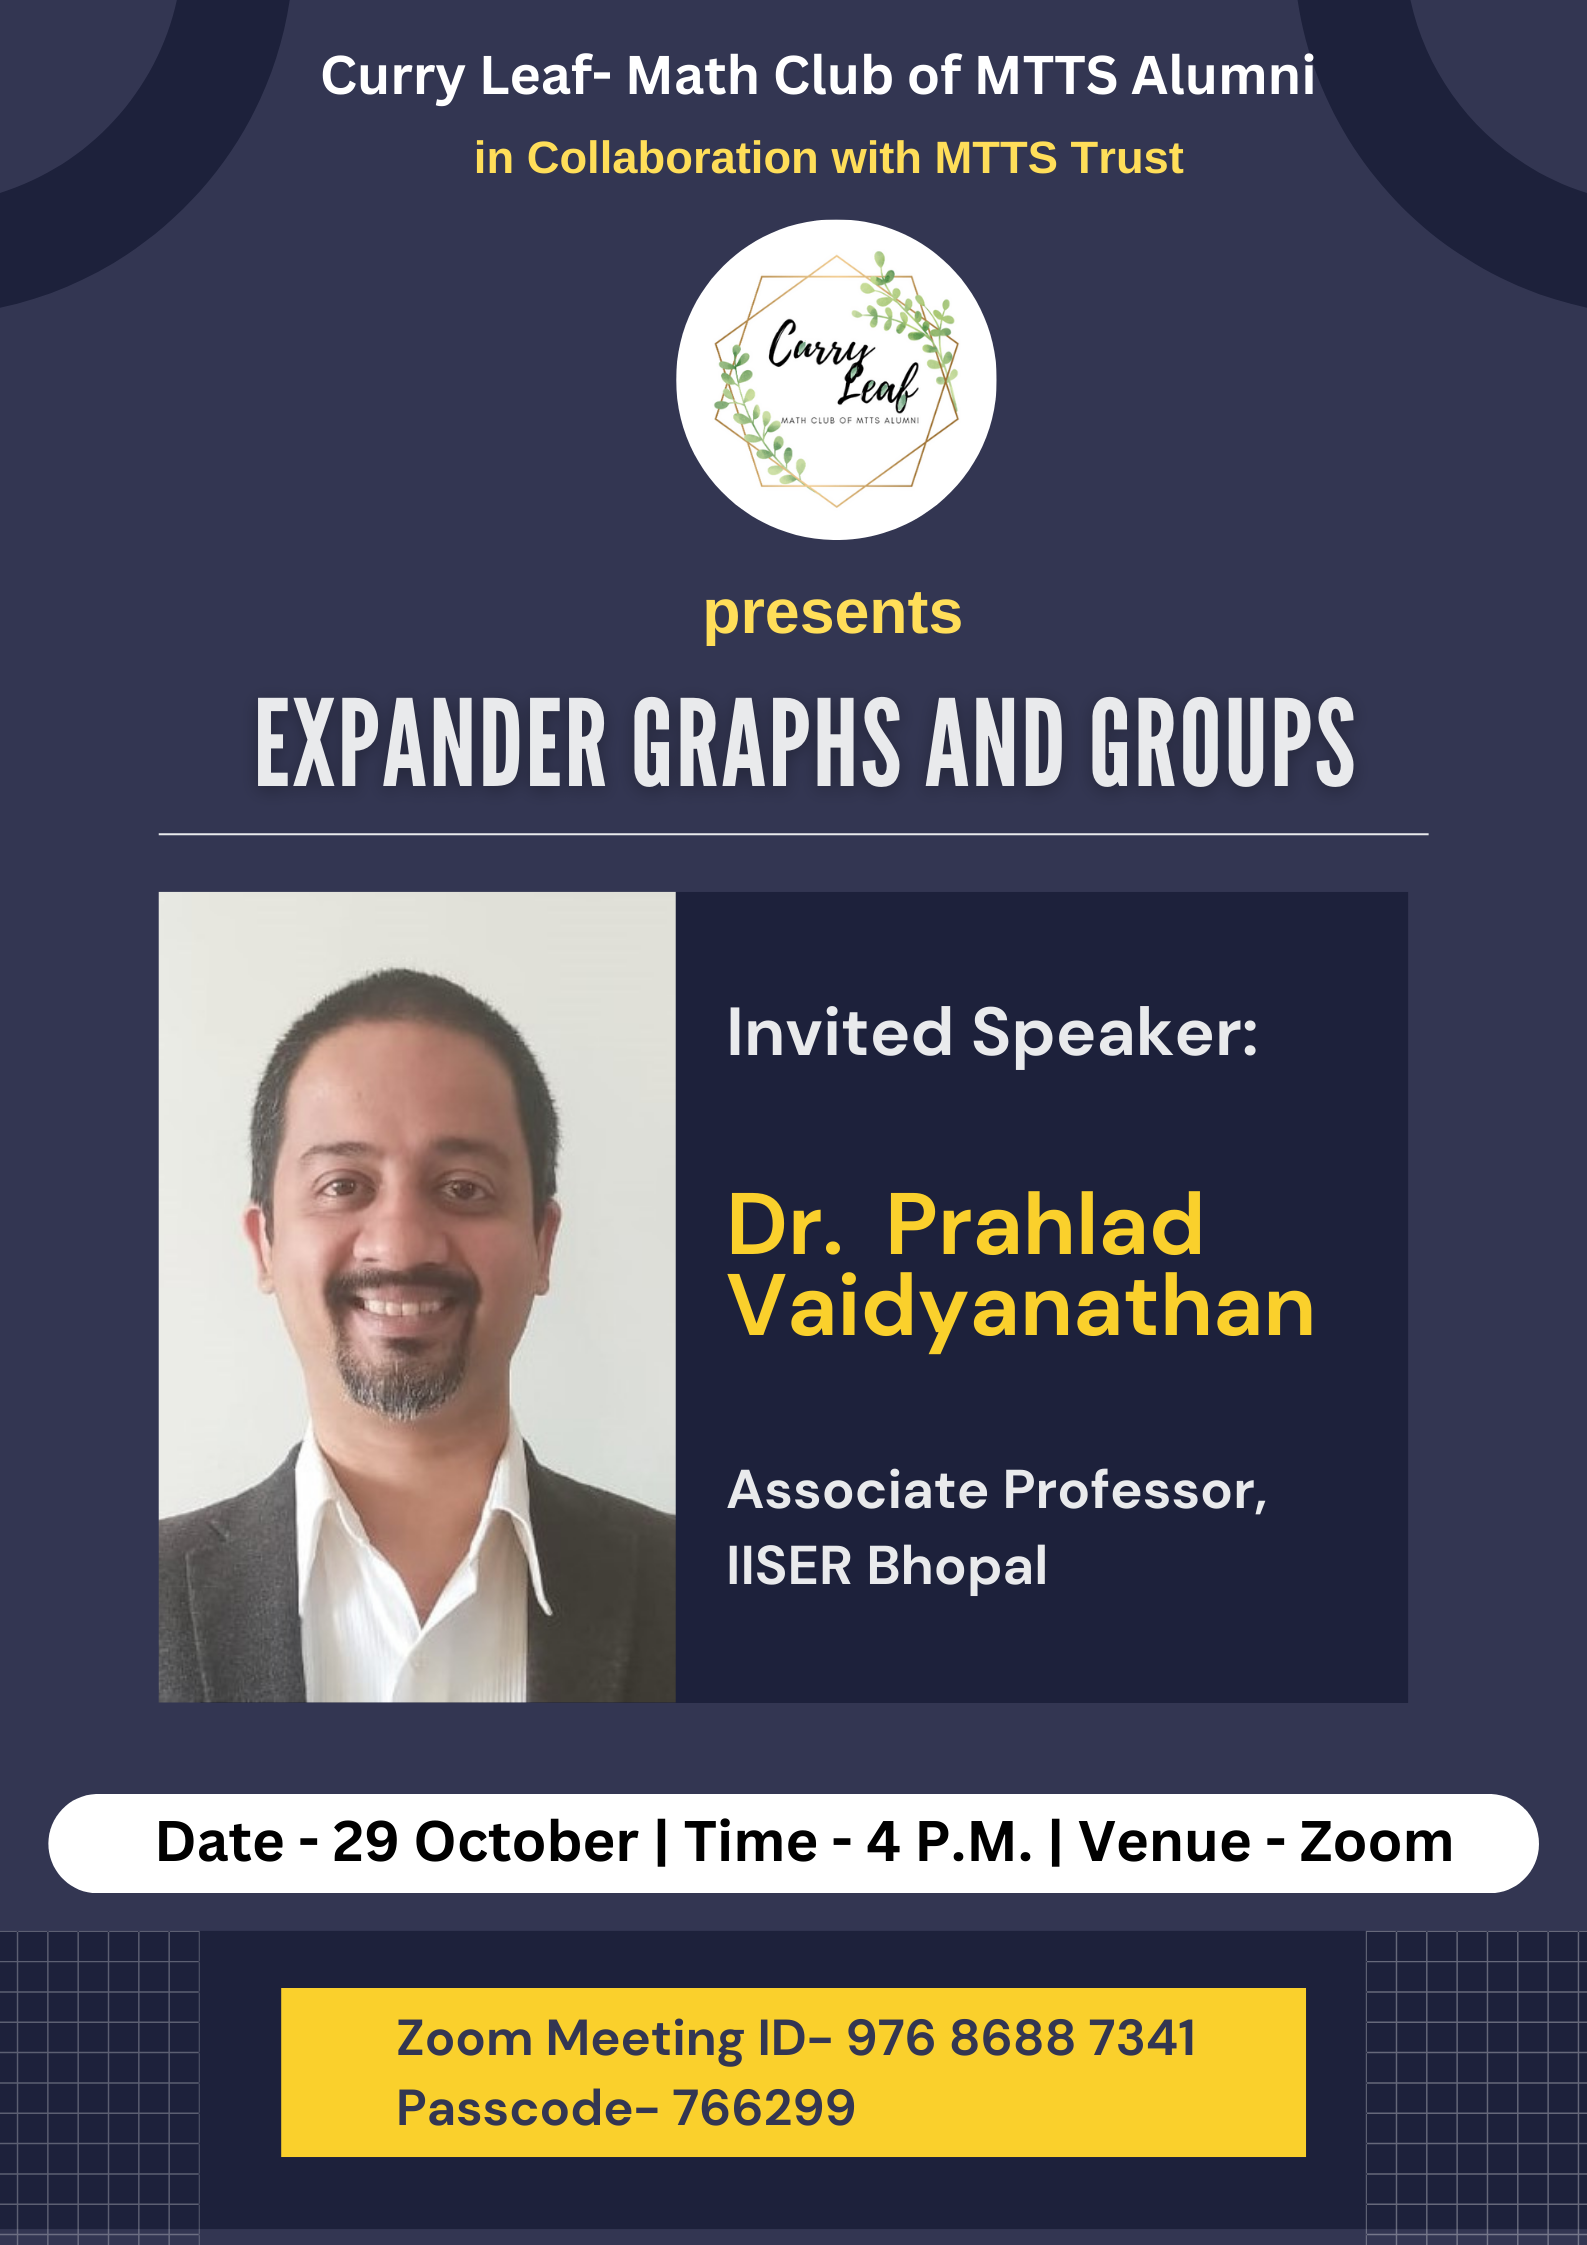 Curry Leaf- Math Club of MTTS Alumni
in Collaboration with MTTS Trust
Curry
Leaf
MATH CLUB OF MTTS ALUMNI
presents
EXPANDER GRAPHS AND GROUPS
Invited Speaker:
Dr. Prahlad
Vaidyanathan
Associate Professor,
IISER Bhopal
Date - 29 October | Time - 4 P.M. | Venue - Zoom
Zoom Meeting ID- 976 8688 7341
Passcode- 766299